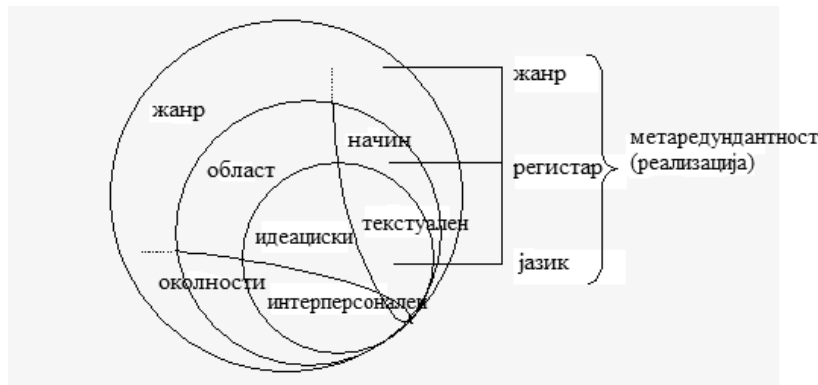 жанр
жанр
начин
област
регистар
метаредундантност
(реализација)
текстуален
идеациски
јазик
околности
интерперсонален